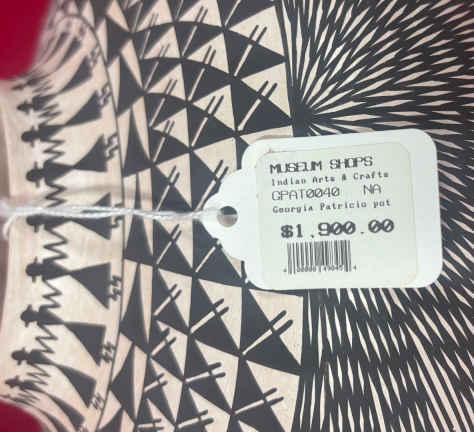 MUSEUM SHOPS
Indian Arts & Crafts
GPAT0040 NA
Georgia Patricio pot
$1,900.00